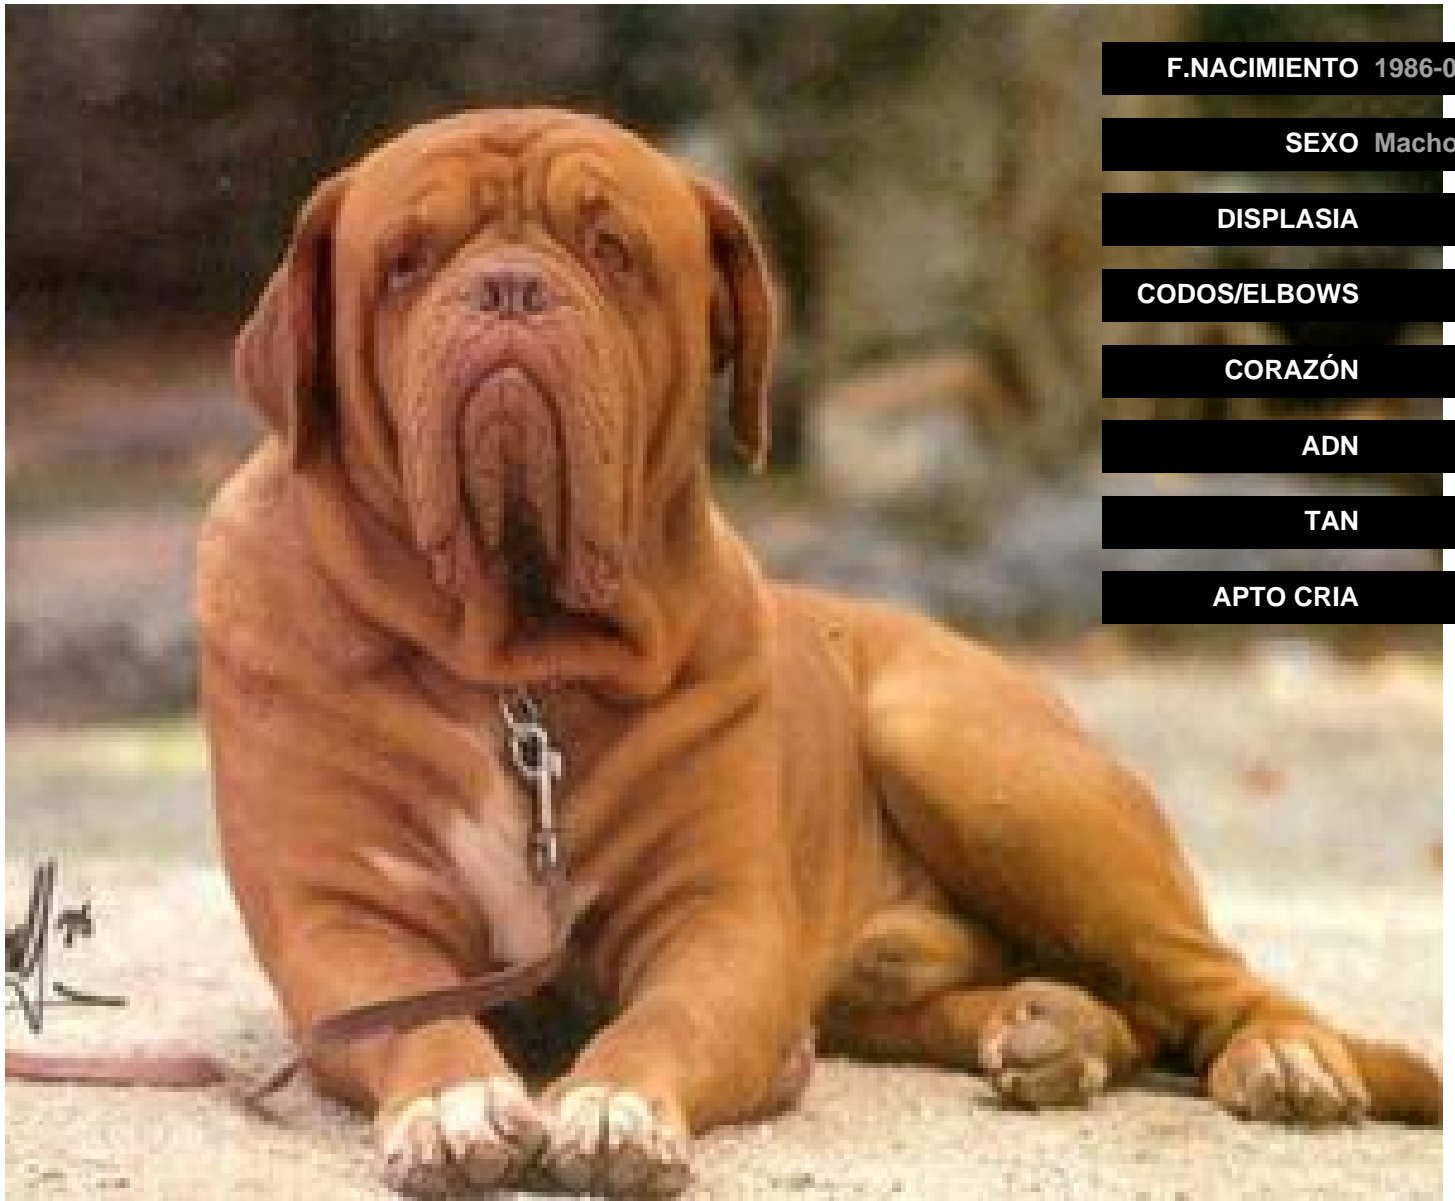 F.NACIMIENTO 1986-0
SEXO Macho
DISPLASIA
CODOS/ELBOWS
CORAZÓN
ADN
TAN
APTO CRIA